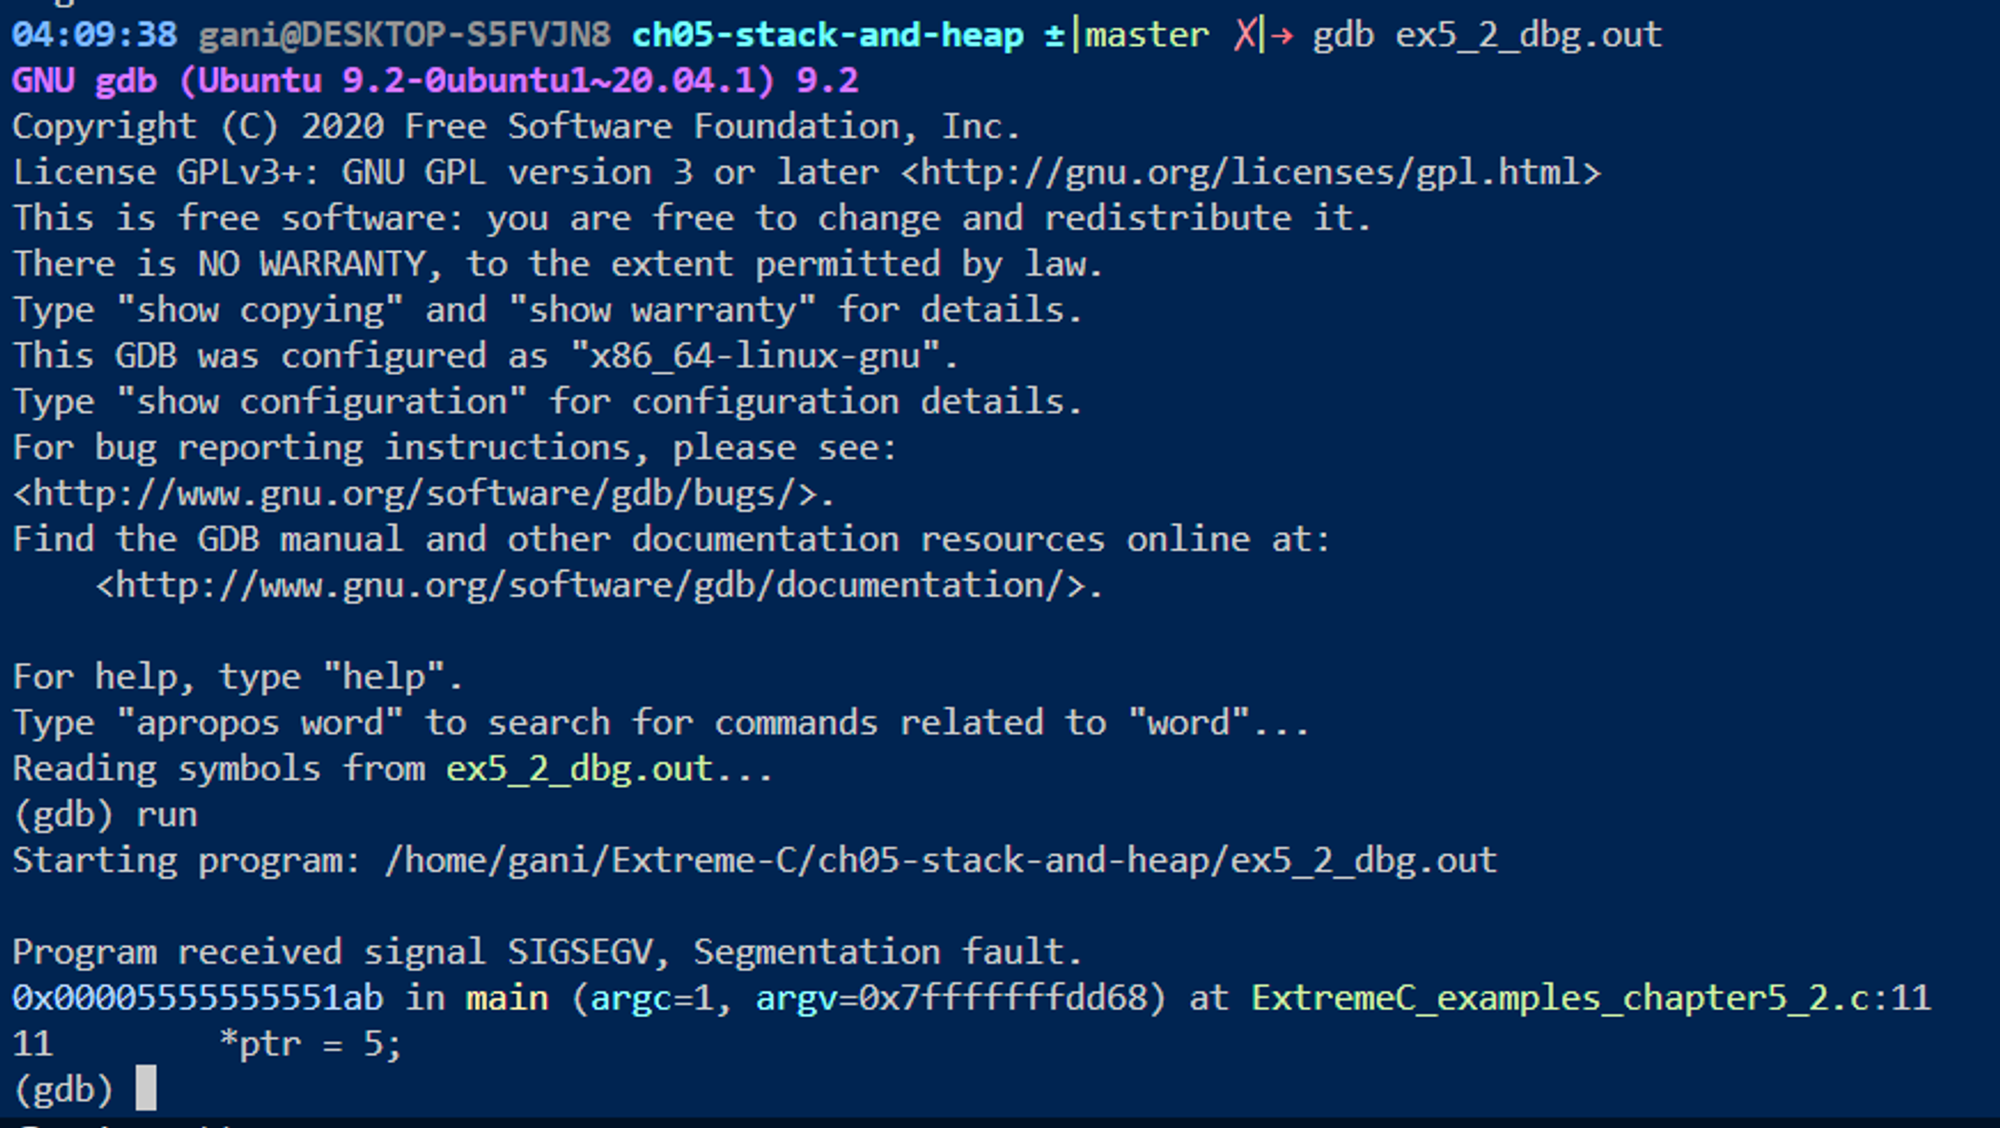 04:09:38 gani@DESKTOP-S5FVJN8 ch05-stack-and-heap ±|master ✗|→ gdb ex5_2_dbg.out
GNU gdb (Ubuntu 9.2-0ubuntu1~20.04.1) 9.2
Copyright (C) 2020 Free Software Foundation, Inc.
License GPLv3+: GNU GPL version 3 or later <http://gnu.org/licenses/gpl.html>
This is free software: you are free to change and redistribute it.
There is NO WARRANTY, to the extent permitted by law.
Type "show copying" and "show warranty" for details.
This GDB was configured as "x86_64-linux-gnu".
Type "show configuration" for configuration details.
For bug reporting instructions, please see:
<http://www.gnu.org/software/gdb/bugs/>.
Find the GDB manual and other documentation resources online at:
    <http://www.gnu.org/software/gdb/documentation/>.
For help, type "help".
Type "apropos word" to search for commands related to "word"...
Reading symbols from ex5_2_dbg.out...
(gdb) run
Starting program: /home/gani/Extreme-C/ch05-stack-and-heap/ex5_2_dbg.out
Program received signal SIGSEGV, Segmentation fault.
0x00005555555551ab in main (argc=1, argv=0x7fffffffdd68) at ExtremeC_examples_chapter5_2.c:11
11        *ptr = 5;
(gdb)